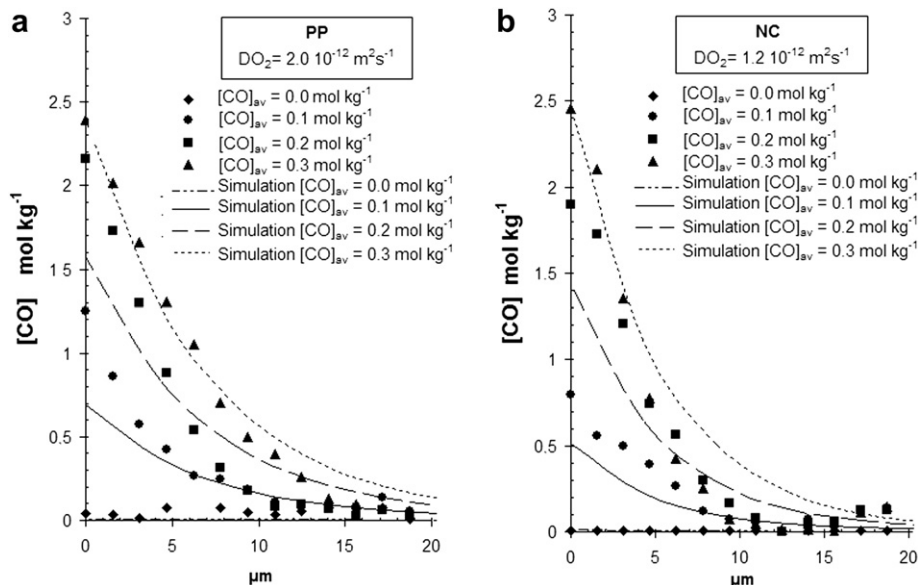 a
PP
DO₂= 2.0 10⁻¹² m²s⁻¹
[CO]av = 0.0 mol kg⁻¹
[CO]av = 0.1 mol kg⁻¹
[CO]av = 0.2 mol kg⁻¹
[CO]av = 0.3 mol kg⁻¹
Simulation [CO]av = 0.0 mol kg⁻¹
Simulation [CO]av = 0.1 mol kg⁻¹
Simulation [CO]av = 0.2 mol kg⁻¹
Simulation [CO]av = 0.3 mol kg⁻¹
[CO] mol kg⁻¹
3
2.5
2
1.5
1
0.5
0
0 5 10 15 20
µm
b
NC
DO₂= 1.2 10⁻¹² m²s⁻¹
[CO]av = 0.0 mol kg⁻¹
[CO]av = 0.1 mol kg⁻¹
[CO]av = 0.2 mol kg⁻¹
[CO]av = 0.3 mol kg⁻¹
Simulation [CO]av = 0.0 mol kg⁻¹
Simulation [CO]av = 0.1 mol kg⁻¹
Simulation [CO]av = 0.2 mol kg⁻¹
Simulation [CO]av = 0.3 mol kg⁻¹
[CO] mol kg⁻¹
3
2.5
2
1.5
1
0.5
0
0 5 10 15 20
µm